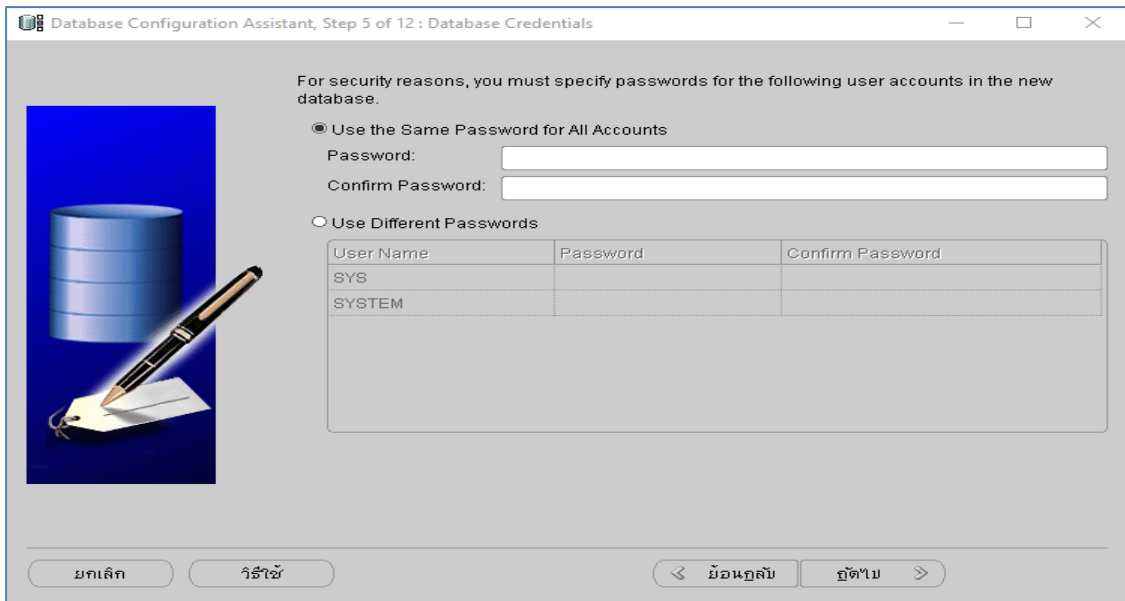 Database Configuration Assistant, Step 5 of 12 : Database Credentials
For security reasons, you must specify passwords for the following user accounts in the new
database.
Use the Same Password for All Accounts
Password:
Confirm Password:
Use Different Passwords
User Name Password Confirm Password
SYS
SYSTEM
ยกเลิก วิธีใช้ ย้อนกลับ ถัดไป